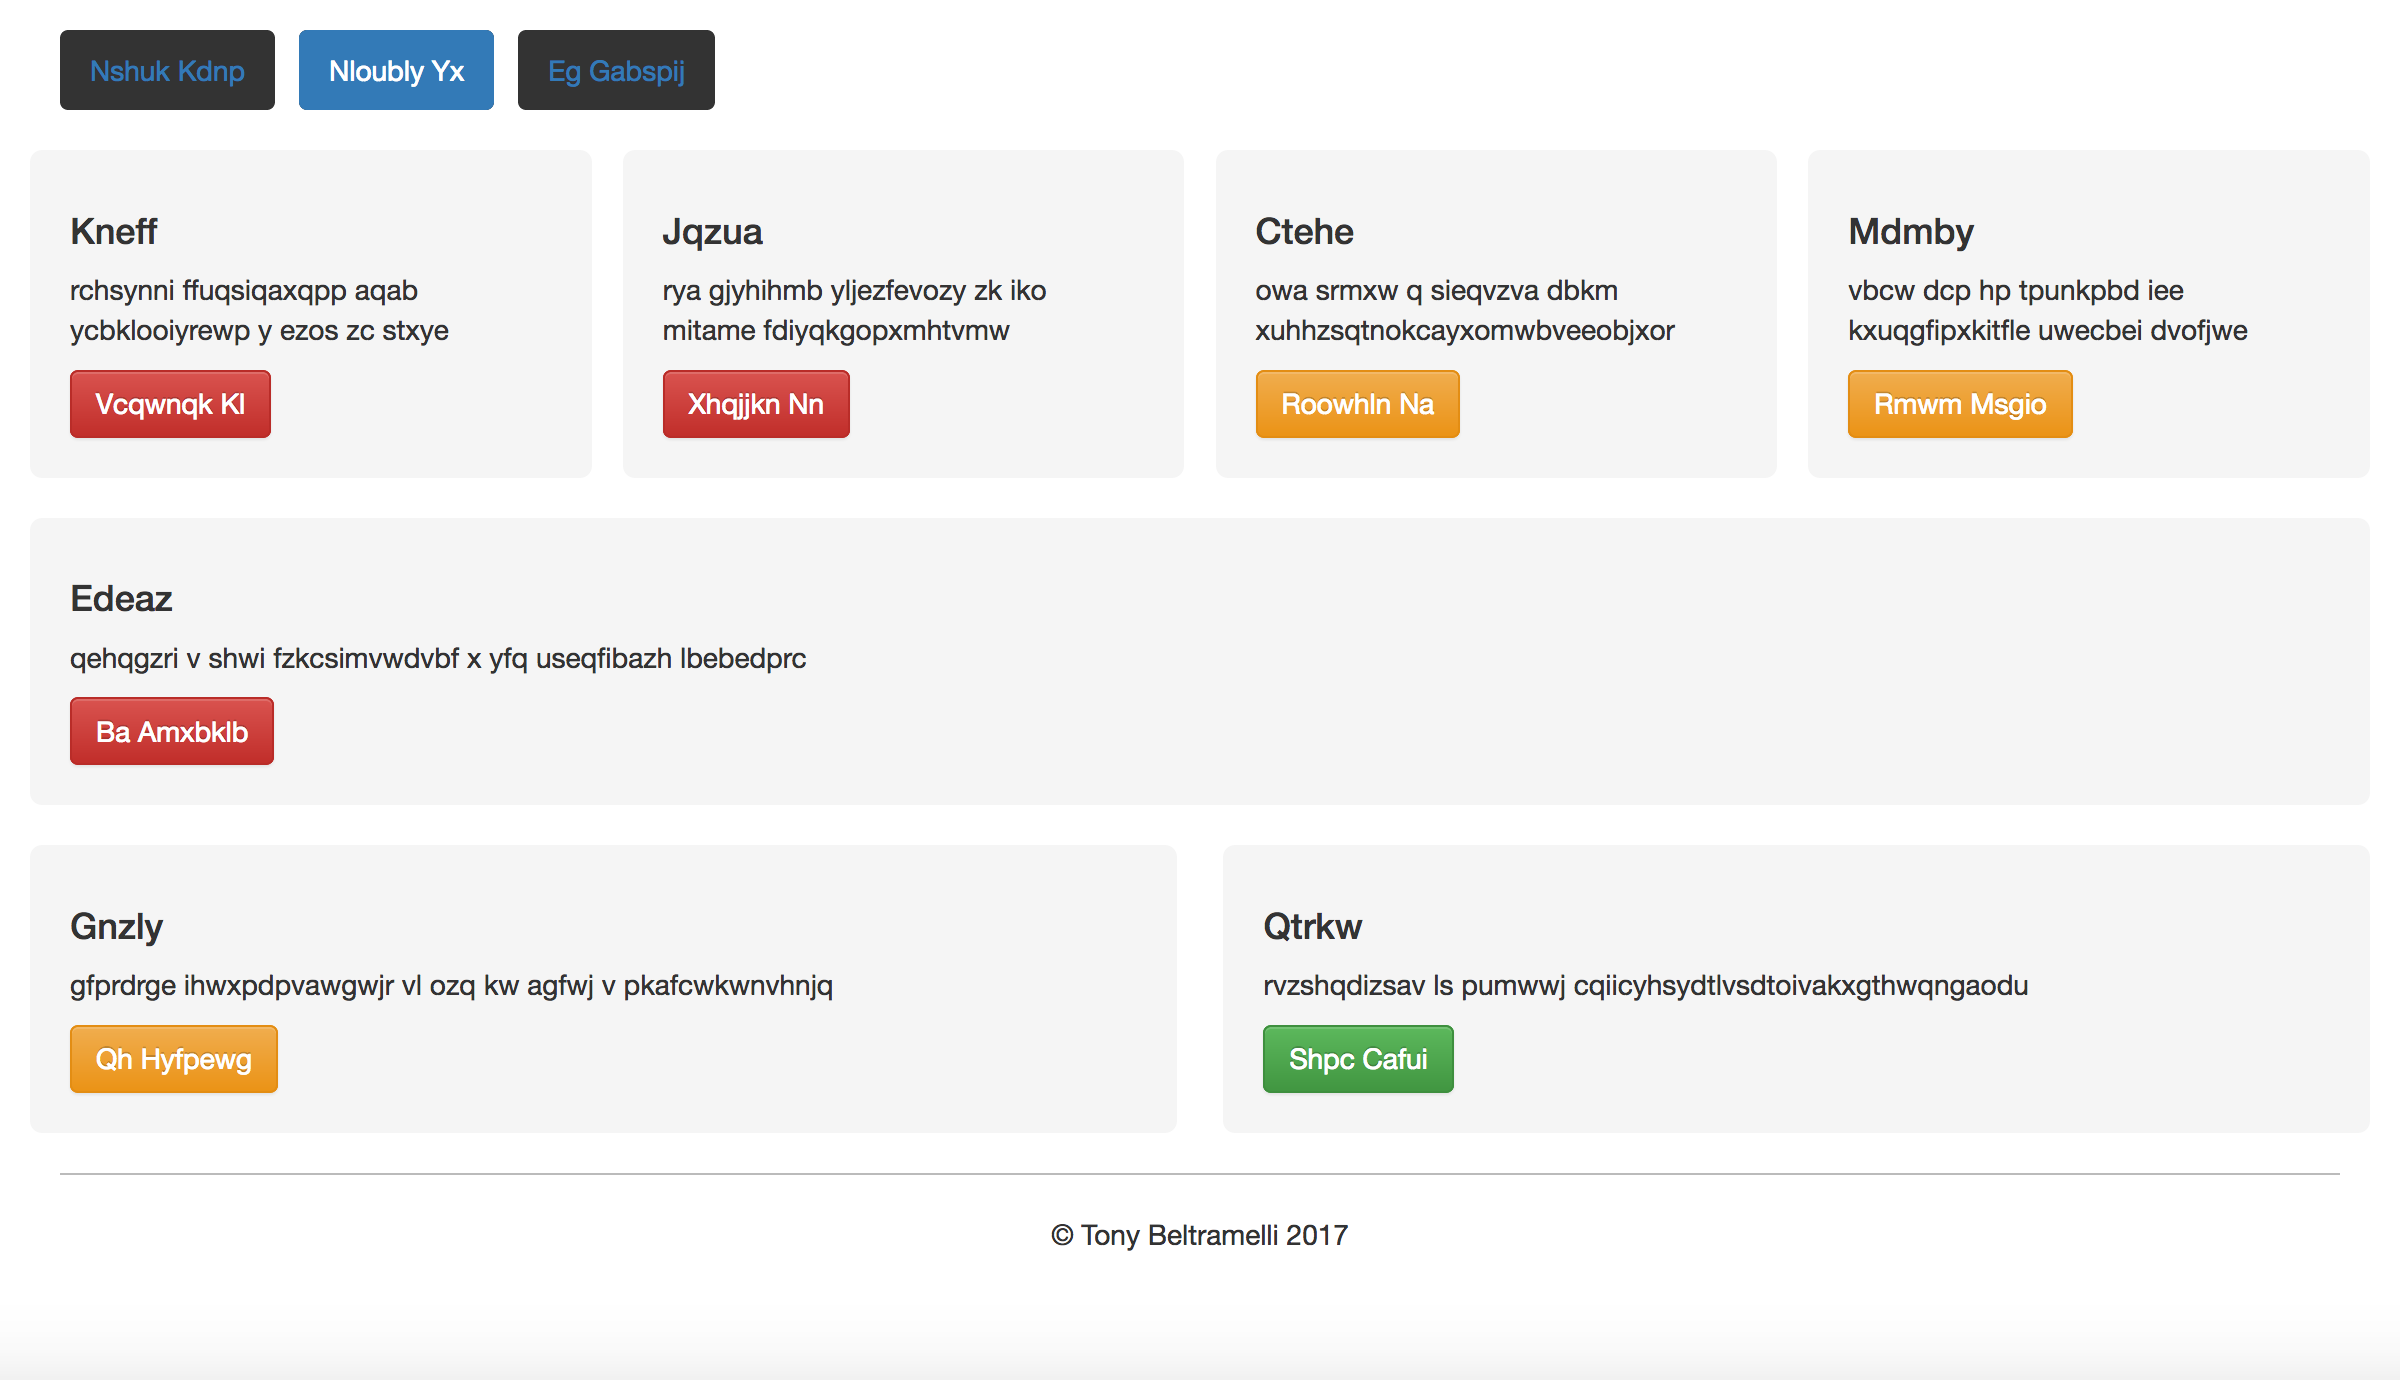 Nshuk Kdnp
Nloubly Yx
Eg Gabspij
Kneff
rchsynni ffuqsiqaxqpp aqab
ycbklooiyrewp y ezos zc stxye
Vcqwnqk Kl
Jqzua
rya gjyhihmb yljezfevozy zk iko
mitame fdiyqkgopxmhtvmw
Xhqjjkn Nn
Ctehe
owa srmxw q sieqvzva dbkm
xuhhzsqtnokcayxomwbveeobjxor
Roowhln Na
Mdmby
vbcw dcp hp tpunkpbd iee
kxuqgfipxkitfle uwecbei dvofjwe
Rmwm Msgio
Edeaz
qehqgzri v shwi fzkcsimvwdvbf x yfq useqfibazh lbebedprc
Ba Amxbklb
Gnzly
gfprdrge ihwxpdpvawgwjr vl ozq kw agfwj v pkafcwkwnvhnjq
Qh Hyfpewg
Qtrkw
rvzshqdizsav ls pumwwj cqiicyhsydtlvsdtoivakxgthwqngaodu
Shpc Cafui
© Tony Beltramelli 2017